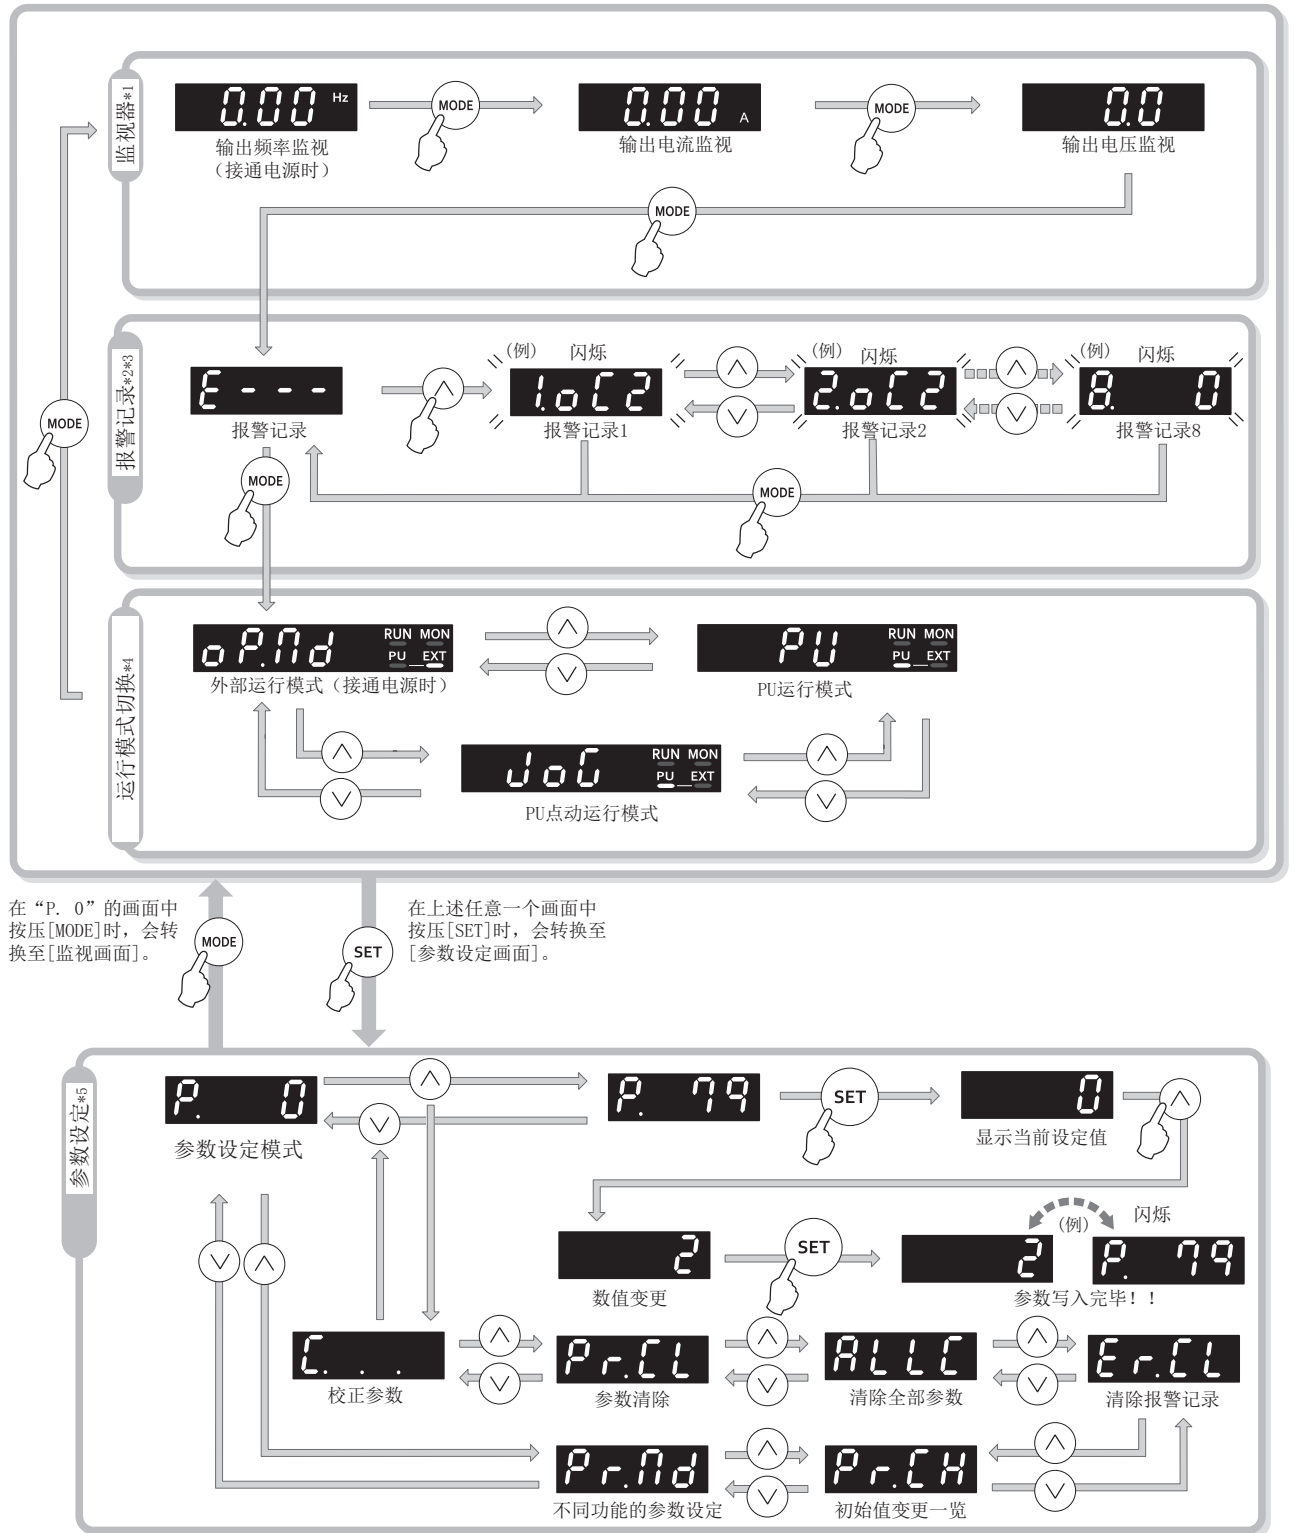 监视器*1
0.00 Hz
输出频率监视
(接通电源时)
MODE
0.00 A
输出电流监视
MODE
0.0
输出电压监视
MODE
MODE
报警记录*2*3
E---
报警记录
(例) 闪烁
1.oC2
报警记录1
(例) 闪烁
2.oC2
报警记录2
(例) 闪烁
8. 0
报警记录8
MODE
MODE
运行模式切换*4
oP.nd
RUN MON
PU EXT
外部运行模式(接通电源时)
PU
RUN MON
PU EXT
PU运行模式
JoG
RUN MON
PU EXT
PU点动运行模式
在“P. 0”的画面中
按压[MODE]时，会转
换至[监视画面]。
MODE
SET
在上述任意一个画面中
按压[SET]时，会转换至
[参数设定画面]。
参数设定*5
P. 0
参数设定模式
P. 79
SET
0
显示当前设定值
2
数值变更
SET
(例)
闪烁
2
P. 79
参数写入完毕！！
C...
校正参数
Pr.CL
参数清除
ALLC
清除全部参数
Er.CL
清除报警记录
Pr.nd
不同功能的参数设定
Pr.CH
初始值变更一览